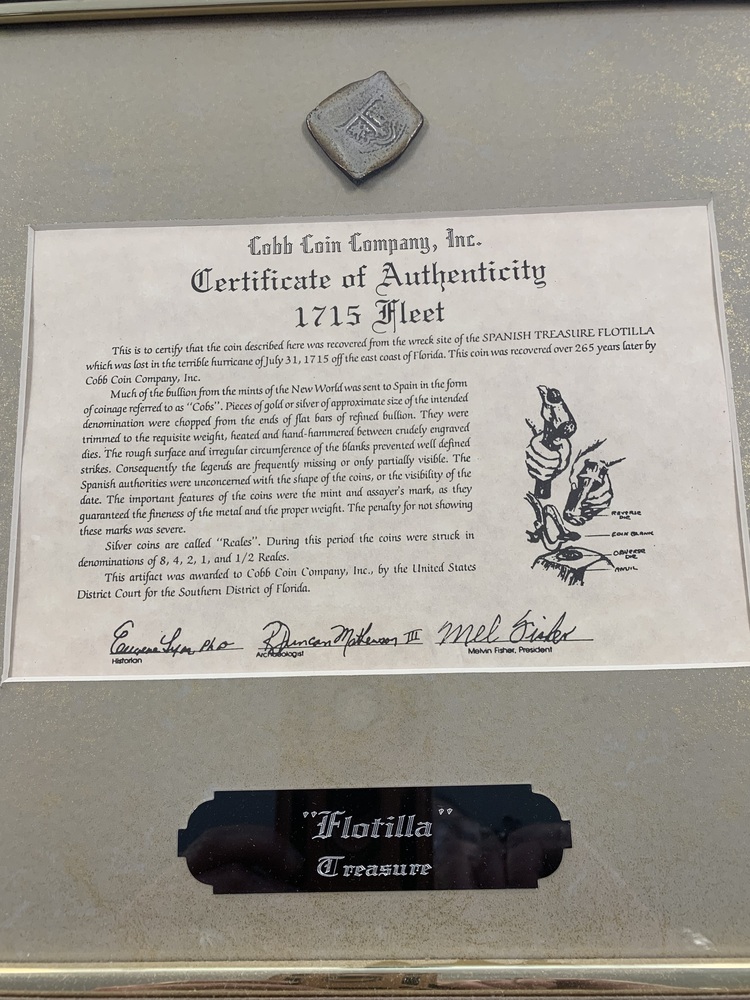 Cobb Coin Company, Inc.
Certificate of Authenticity
1715 Fleet
This is to certify that the coin described here was recovered from the wreck site of the SPANISH TREASURE FLOTILLA
which was lost in the terrible hurricane of July 31, 1715 off the east coast of Florida. This coin was recovered over 265 years later by
Cobb Coin Company, Inc.
Much of the bullion from the mints of the New World was sent to Spain in the form
of coinage referred to as "Cobs". Pieces of gold or silver of approximate size of the intended
denomination were chopped from the ends of flat bars of refined bullion. They were
trimmed to the requisite weight, heated and hand-hammered between crudely engraved
dies. The rough surface and irregular circumference of the blanks prevented well defined
strikes. Consequently the legends are frequently missing or only partially visible. The
Spanish authorities were unconcerned with the shape of the coins, or the visibility of the
date. The important features of the coins were the mint and assayer's mark, as they
guaranteed the fineness of the metal and the proper weight. The penalty for not showing
these marks was severe.
Silver coins are called "Reales". During this period the coins were struck in
denominations of 8, 4, 2, 1, and 1/2 Reales.
This artifact was awarded to Cobb Coin Company, Inc., by the United States
District Court for the Southern District of Florida.
REVERSE
DIE
COIN BLANK
OBVERSE
DIE
ANVIL
Eugene Lyon PhD R Duncan Mathewson III Mel Fisher
Historian Archaeologist Melvin Fisher, President
"Flotilla"
Treasure